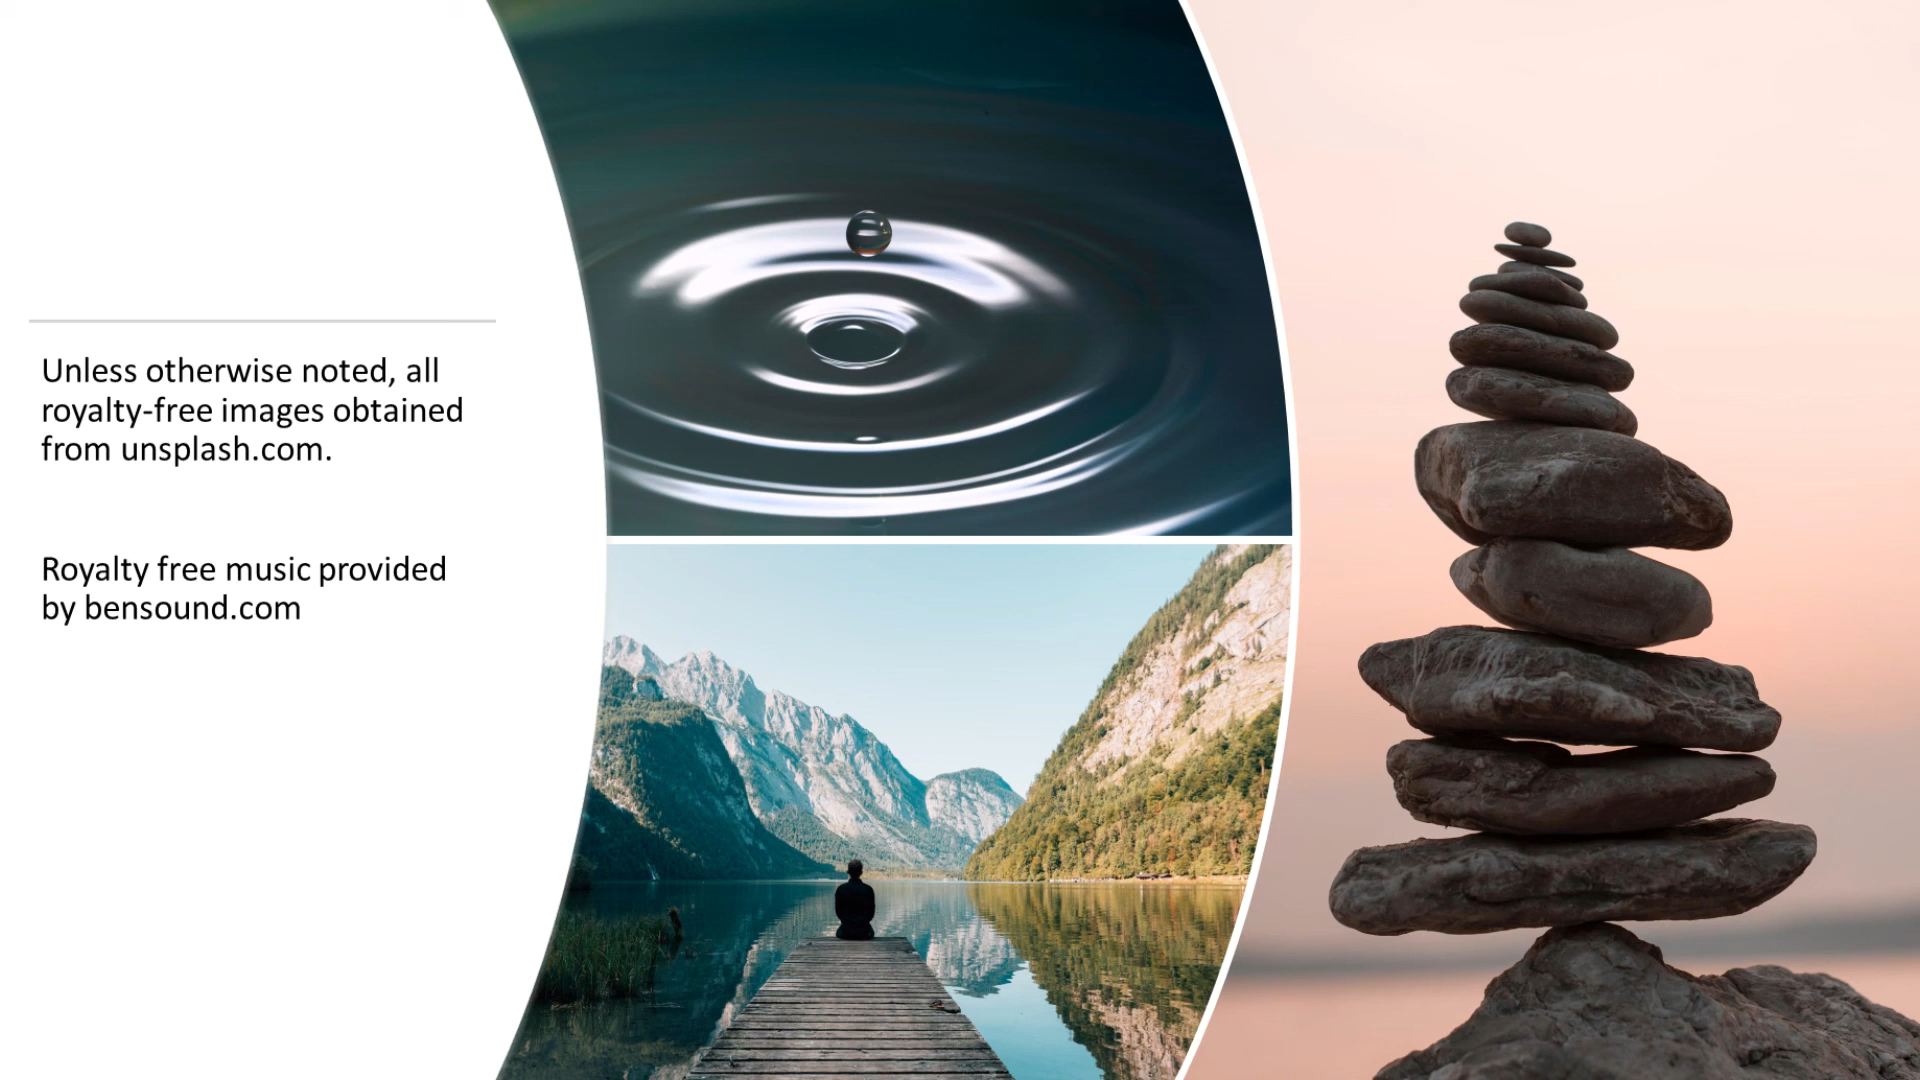 Unless otherwise noted, all
royalty-free images obtained
from unsplash.com.
Royalty free music provided
by bensound.com